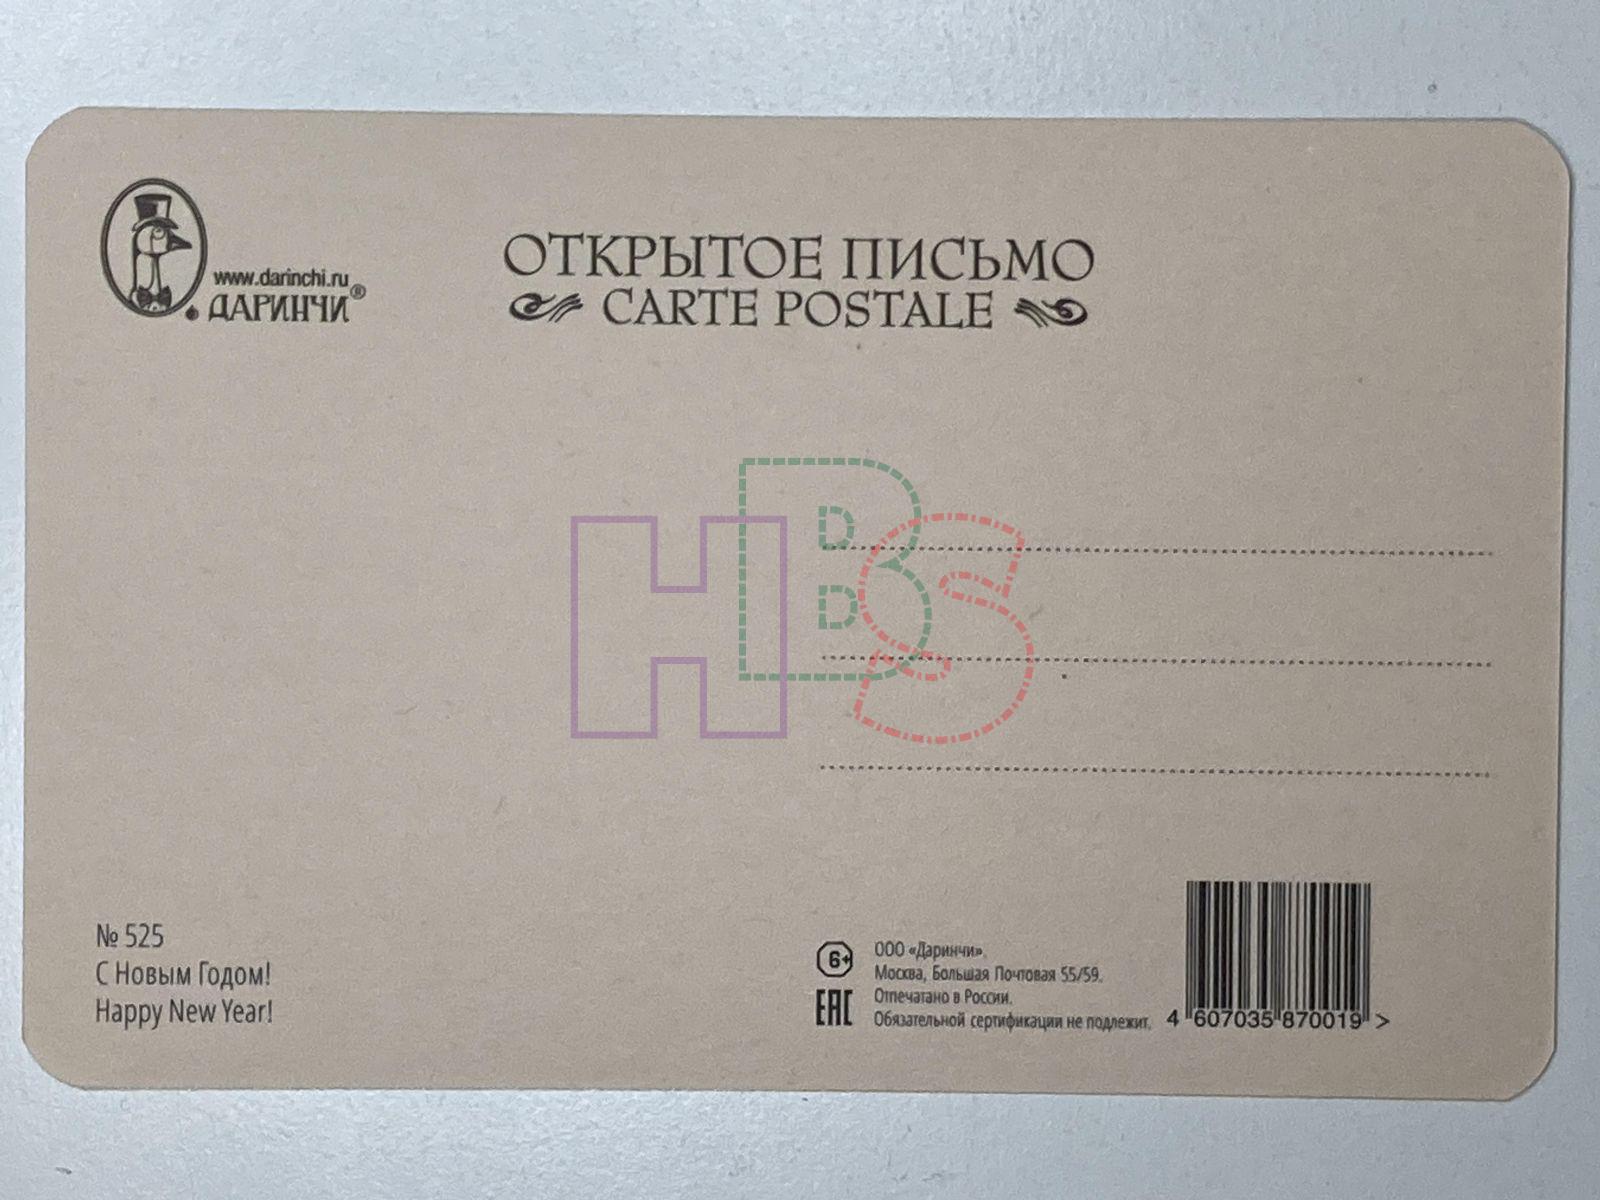 www.darinchi.ru
ДАРИНЧИ®
ОТКРЫТОЕ ПИСЬМО
CARTE POSTALE
H
B
S
№ 525
С Новым Годом!
Happy New Year!
6+
ООО «Даринчи».
Москва, Большая Почтовая 55/59.
Отпечатано в России.
EAC
Обязательной сертификации не подлежит.
4 607035 870019 >